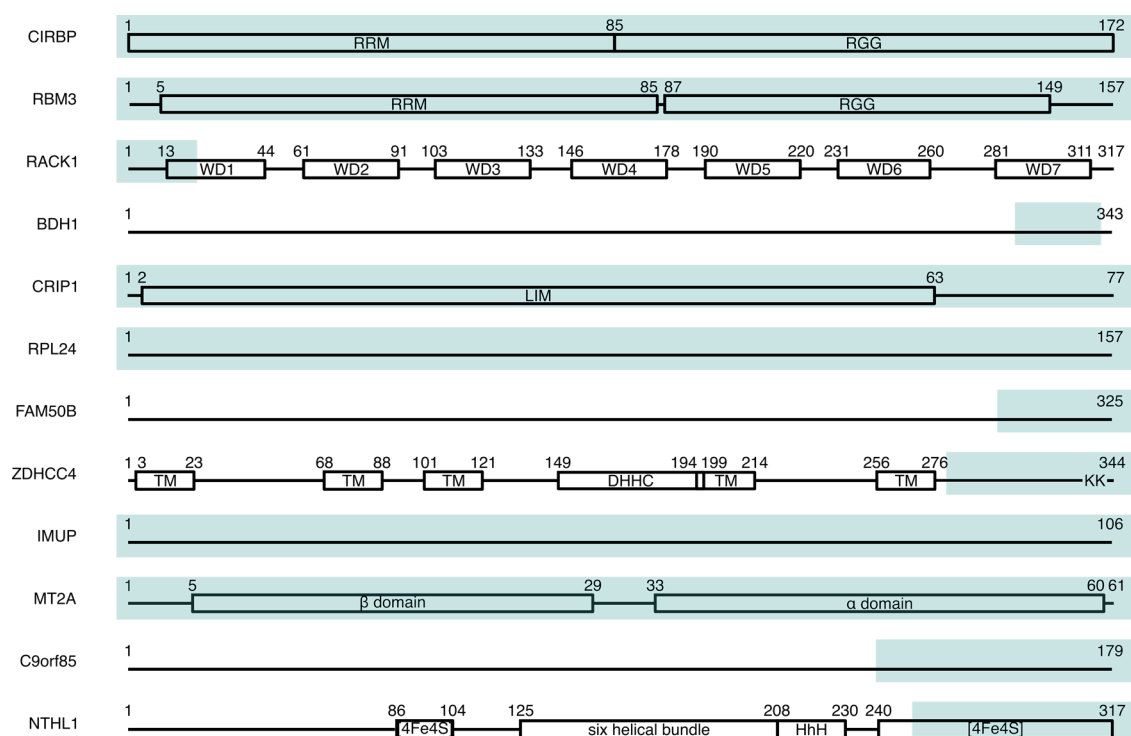 1 85 172
CIRBP RRM RGG
1 5 85 87 149 157
RBM3 RRM RGG
1 13 44 61 91 103 133 146 178 190 220 231 260 281 311 317
RACK1 WD1 WD2 WD3 WD4 WD5 WD6 WD7
1 343
BDH1
1 2 63 77
CRIP1 LIM
1 157
RPL24
1 325
FAM50B
1 3 23 68 88 101 121 149 194 199 214 256 276 344
ZDHCC4 TM TM TM DHHC TM TM KK
1 106
IMUP
1 5 29 33 60 61
MT2A β domain α domain
1 179
C9orf85
1 86 104 125 208 230 240 317
NTHL1 [4Fe4S] six helical bundle HhH [4Fe4S]